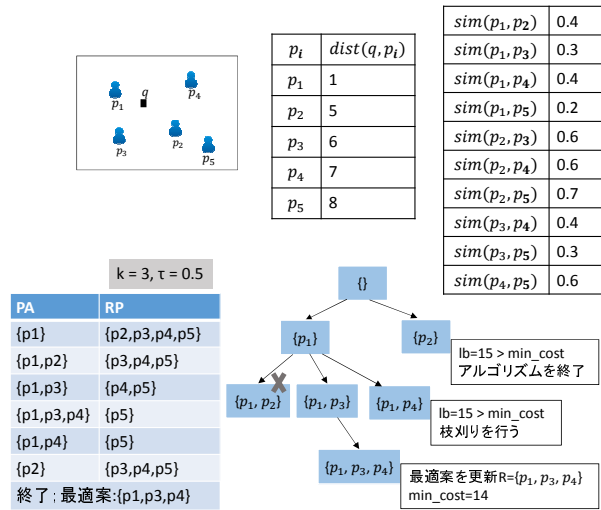 p1
q
p4
p3
p2
p5
pi dist(q,pi)
p1 1
p2 5
p3 6
p4 7
p5 8
sim(p1,p2) 0.4
sim(p1,p3) 0.3
sim(p1,p4) 0.4
sim(p1,p5) 0.2
sim(p2,p3) 0.6
sim(p2,p4) 0.6
sim(p2,p5) 0.7
sim(p3,p4) 0.4
sim(p3,p5) 0.3
sim(p4,p5) 0.6
k = 3, τ = 0.5
PA RP
{p1} {p2,p3,p4,p5}
{p1,p2} {p3,p4,p5}
{p1,p3} {p4,p5}
{p1,p3,p4} {p5}
{p1,p4} {p5}
{p2} {p3,p4,p5}
終了；最適案:{p1,p3,p4}
{}
{p1}
{p2}
lb=15 > min_cost
アルゴリズムを終了
{p1, p2}
{p1, p3}
{p1, p4}
lb=15 > min_cost
枝刈りを行う
{p1, p3, p4}
最適案を更新R={p1, p3, p4}
min_cost=14